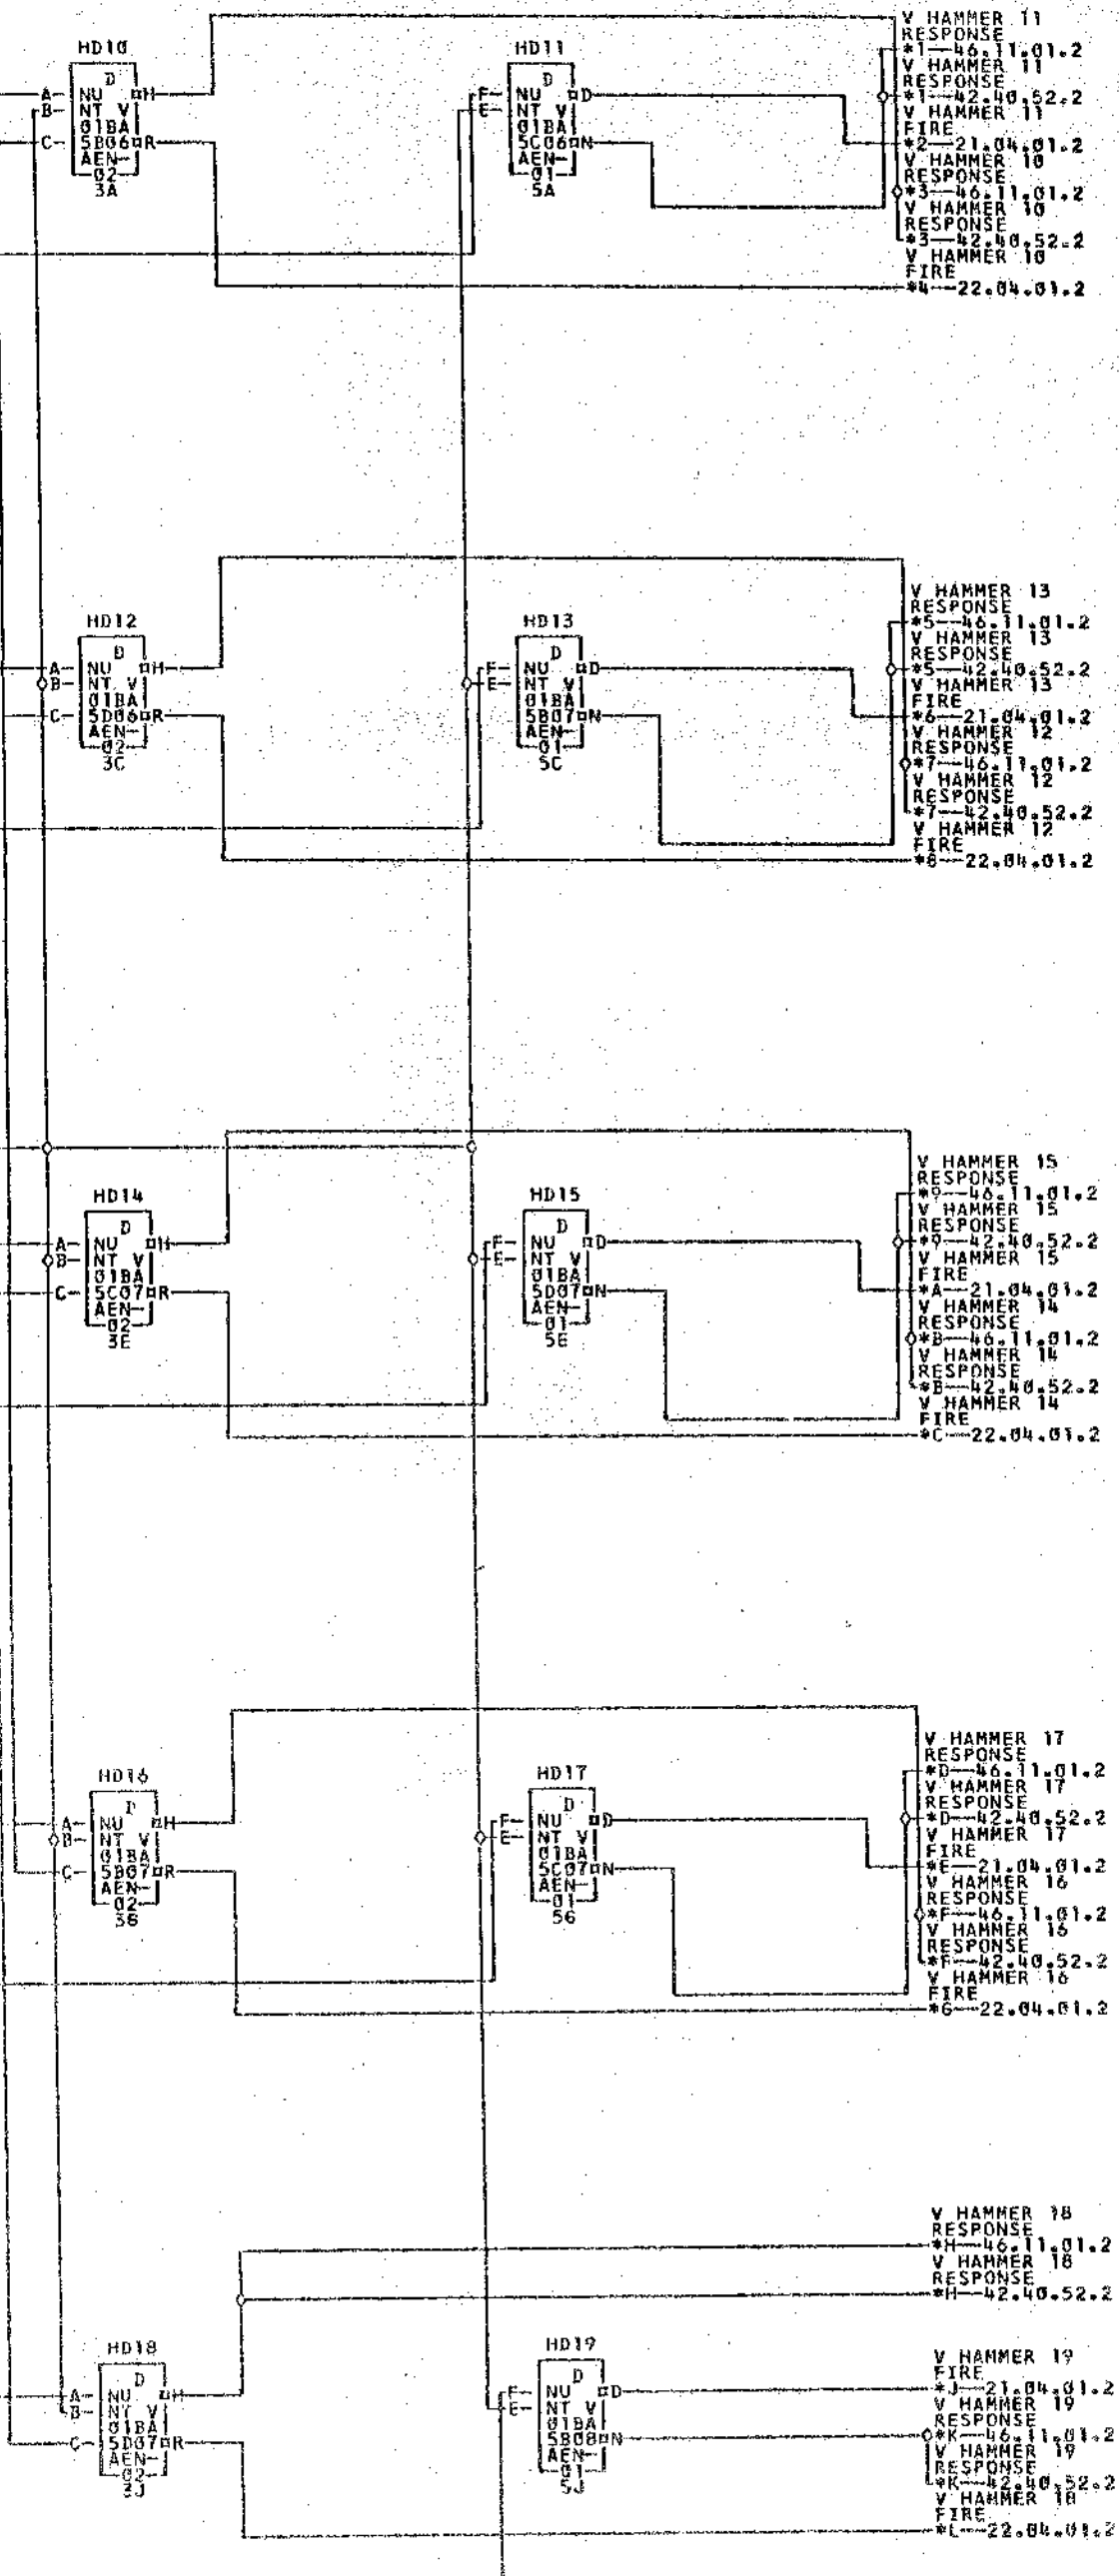 HD10
D
A NU H
B NT V
01BA
C 5B06 R
AEN
02
3A
HD11
D
F NU D
E NT V
01BA
5C06 N
AEN
01
5A
V HAMMER 11
RESPONSE
*1—46.11.01.2
V HAMMER 11
RESPONSE
*1—42.40.52.2
V HAMMER 11
FIRE
*2—21.04.01.2
V HAMMER 10
RESPONSE
*3—46.11.01.2
V HAMMER 10
RESPONSE
*3—42.40.52.2
V HAMMER 10
FIRE
*4—22.04.01.2
HD12
D
A NU H
B NT V
01BA
C 5D06 R
AEN
02
3C
HD13
D
F NU D
E NT V
01BA
5B07 N
AEN
01
5C
V HAMMER 13
RESPONSE
*5—46.11.01.2
V HAMMER 13
RESPONSE
*5—42.40.52.2
V HAMMER 13
FIRE
*6—21.04.01.2
V HAMMER 12
RESPONSE
*7—46.11.01.2
V HAMMER 12
RESPONSE
*7—42.40.52.2
V HAMMER 12
FIRE
*8—22.04.01.2
HD14
D
A NU H
B NT V
01BA
C 5C07 R
AEN
02
3E
HD15
D
F NU D
E NT V
01BA
5D07 N
AEN
01
5E
V HAMMER 15
RESPONSE
*9—46.11.01.2
V HAMMER 15
RESPONSE
*9—42.40.52.2
V HAMMER 15
FIRE
*A—21.04.01.2
V HAMMER 14
RESPONSE
*B—46.11.01.2
V HAMMER 14
RESPONSE
*B—42.40.52.2
V HAMMER 14
FIRE
*C—22.04.01.2
HD16
D
A NU H
B NT V
01BA
C 5B07 R
AEN
02
3G
HD17
D
F NU D
E NT V
01BA
5C07 N
AEN
01
5G
V HAMMER 17
RESPONSE
*D—46.11.01.2
V HAMMER 17
RESPONSE
*D—42.40.52.2
V HAMMER 17
FIRE
*E—21.04.01.2
V HAMMER 16
RESPONSE
*F—46.11.01.2
V HAMMER 16
RESPONSE
*F—42.40.52.2
V HAMMER 16
FIRE
*G—22.04.01.2
HD18
D
A NU H
B NT V
01BA
C 5D07 R
AEN
02
3J
HD19
D
F NU D
E NT V
01BA
5B08 N
AEN
01
5J
V HAMMER 18
RESPONSE
*H—46.11.01.2
V HAMMER 18
RESPONSE
*H—42.40.52.2
V HAMMER 19
FIRE
*J—21.04.01.2
V HAMMER 19
RESPONSE
*K—46.11.01.2
V HAMMER 19
RESPONSE
*K—42.40.52.2
V HAMMER 18
FIRE
*L—22.04.01.2